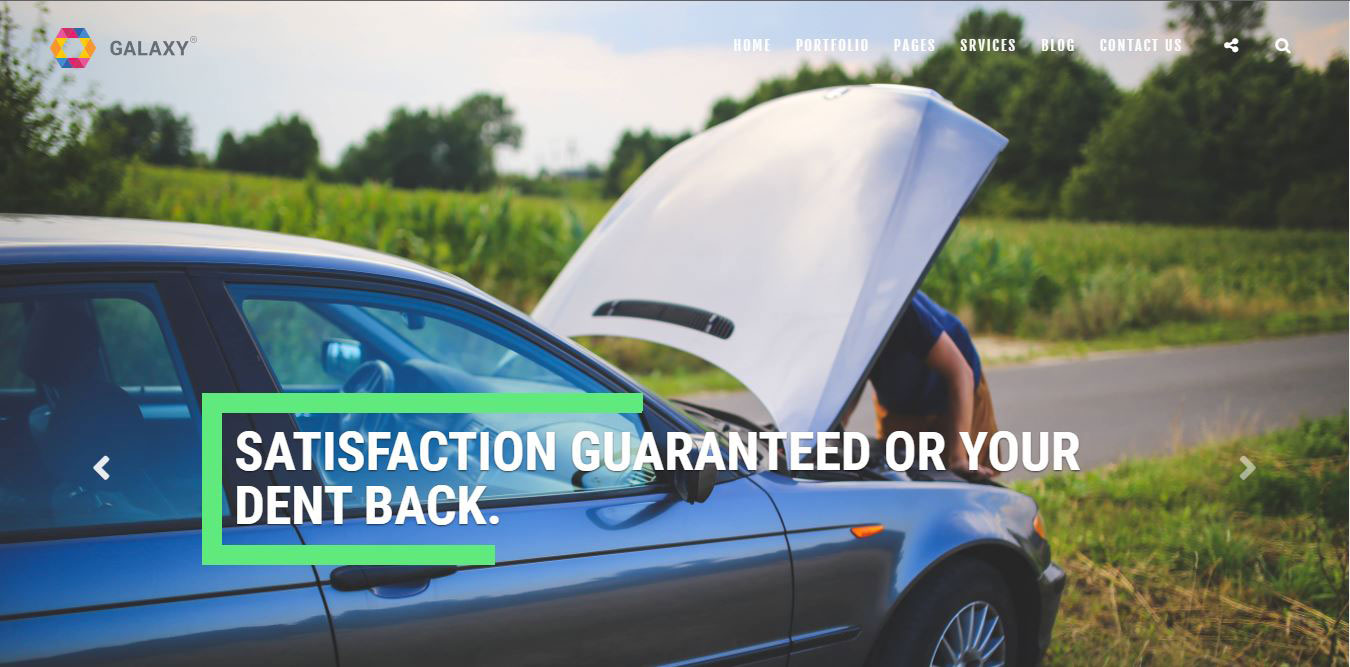 GALAXY®
HOME PORTFOLIO PAGES SRVICES BLOG CONTACT US
SATISFACTION GUARANTEED OR YOUR
DENT BACK.